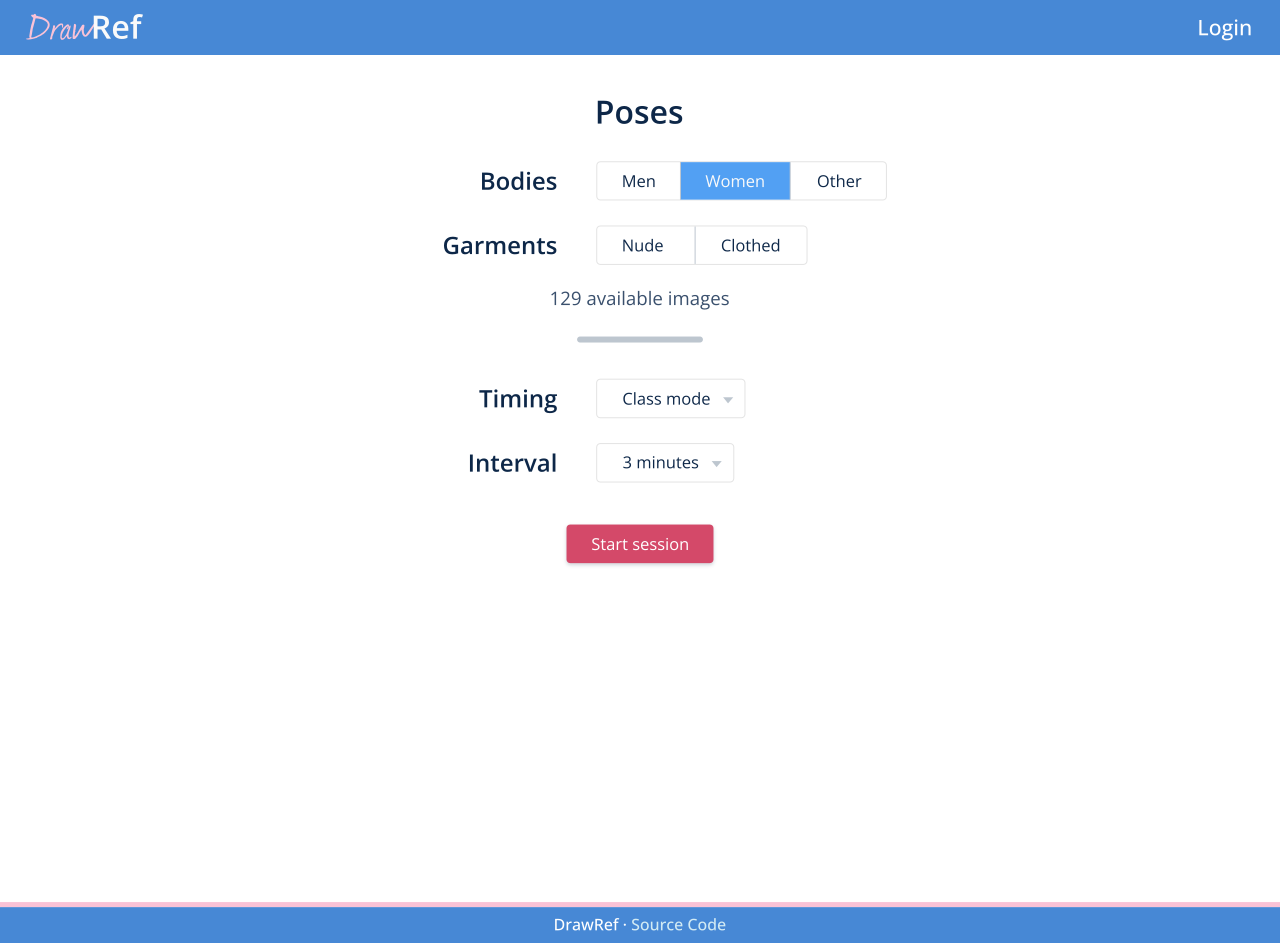 DrawRef
Login
Poses
Bodies Men Women Other
Garments Nude Clothed
129 available images
Timing Class mode
Interval 3 minutes
Start session
DrawRef · Source Code